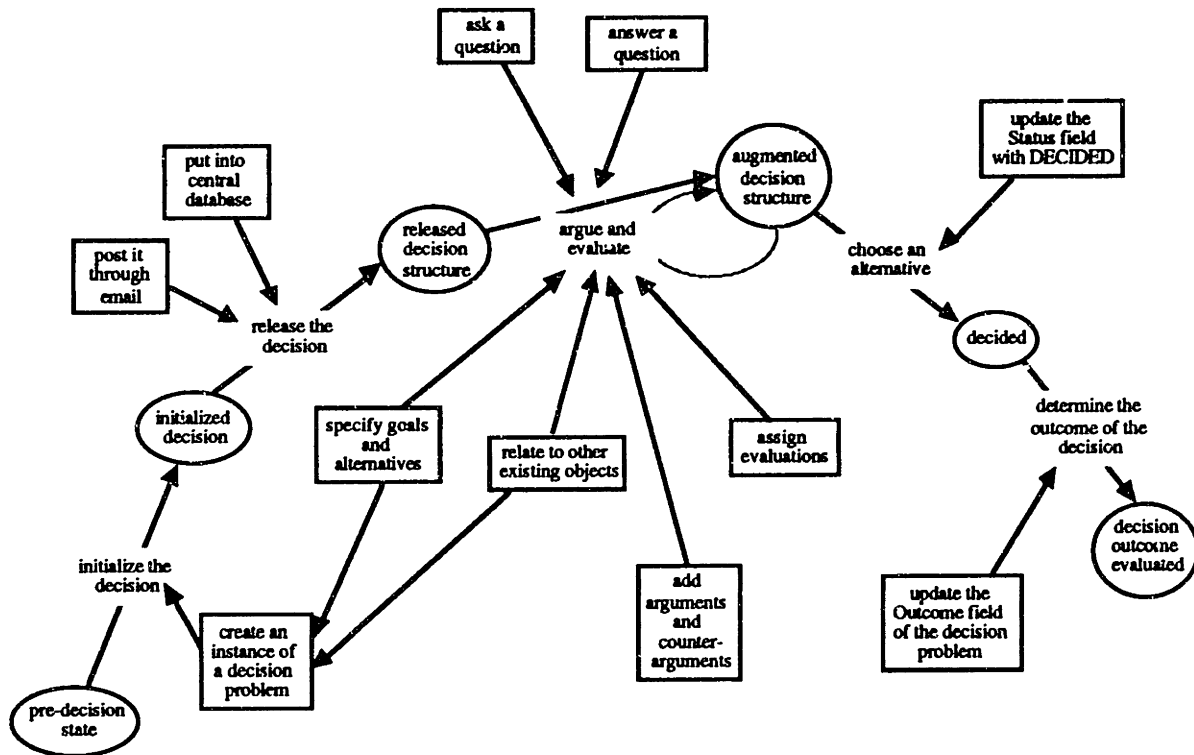 ask a
question
answer a
question
update the
Status field
with DECIDED
put into
central
database
augmented
decision
structure
released
decision
structure
argue and
evaluate
post it
through
email
choose an
alternative
release the
decision
decided
initialized
decision
specify goals
and
alternatives
relate to other
existing objects
assign
evaluations
determine the
outcome of the
decision
decision
outcome
evaluated
initialize the
decision
add
arguments
and
counter-
arguments
update the
Outcome field
of the decision
problem
create an
instance of
a decision
problem
pre-decision
state